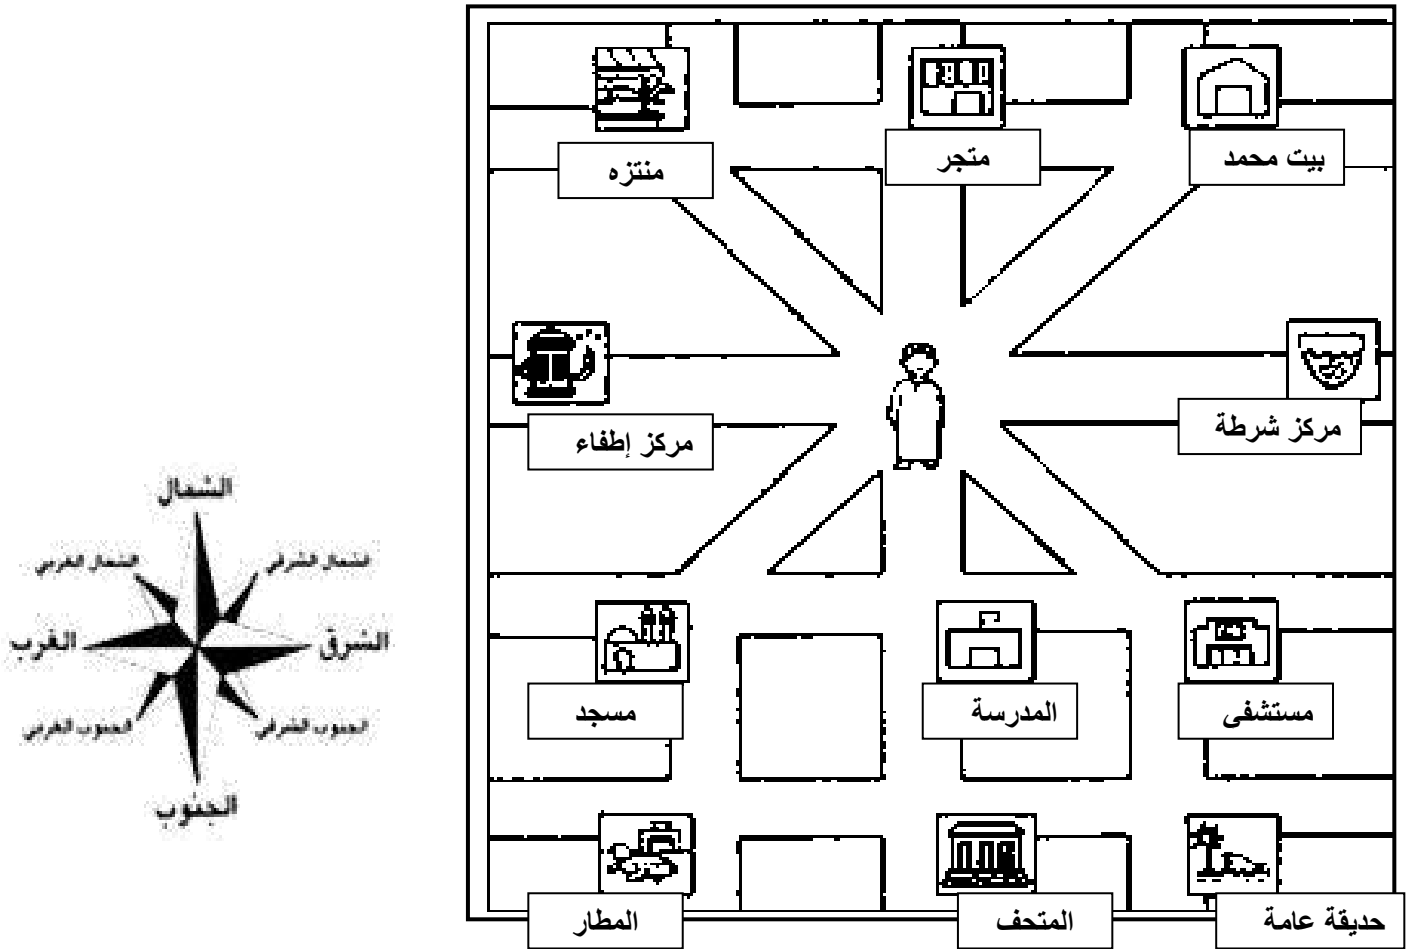 بيت محمد
متجر
منتزه
مركز شرطة
مركز إطفاء
مستشفى
المدرسة
مسجد
حديقة عامة
المتحف
المطار
الشمال
الشمال الشرقي
الشمال الغربي
الشرق
الغرب
الجنوب الشرقي
الجنوب الغربي
الجنوب